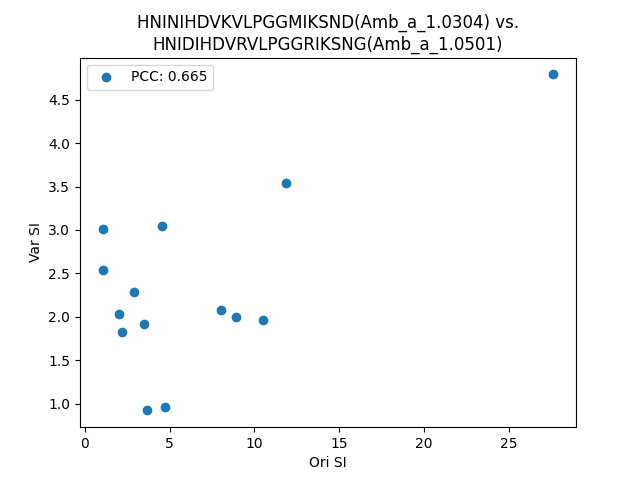 HNINIHDVKVLPGGMIKSND(Amb_a_1.0304) vs.
HNIDIHDVRVLPGGRIKSNG(Amb_a_1.0501)
PCC: 0.665
4.5
4.0
3.5
3.0
2.5
2.0
1.5
1.0
Var SI
0 5 10 15 20 25
Ori SI